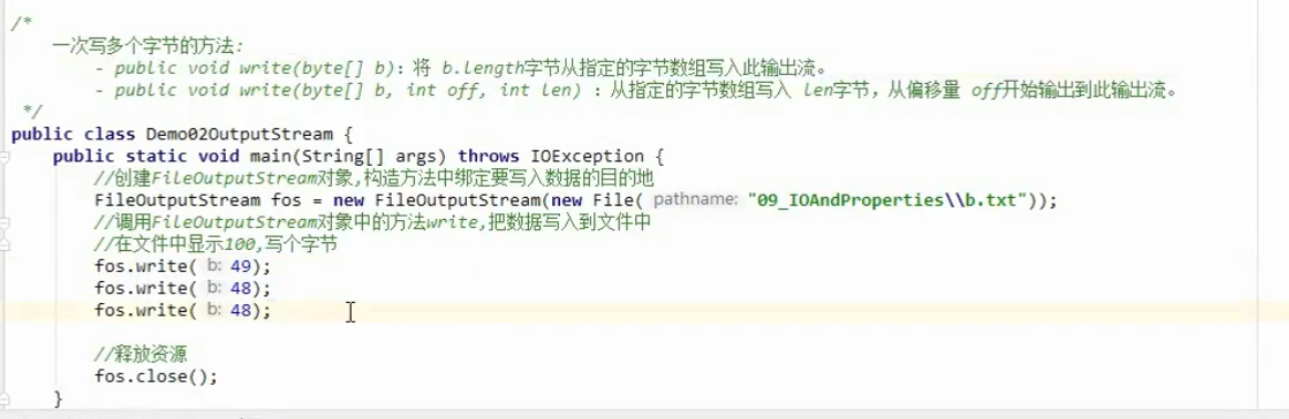 /*
一次写多个字节的方法:
- public void write(byte[] b): 将 b.length字节从指定的字节数组写入此输出流。
- public void write(byte[] b, int off, int len) : 从指定的字节数组写入 len字节，从偏移量 off开始输出到此输出流。
*/
public class Demo02OutputStream {
public static void main(String[] args) throws IOException {
//创建FileOutputStream对象,构造方法中绑定要写入数据的目的地
FileOutputStream fos = new FileOutputStream(new File( pathname: "09_IOAndProperties\\b.txt"));
//调用FileOutputStream对象中的方法write,把数据写入到文件中
//在文件中显示100,写个字节
fos.write( b: 49);
fos.write( b: 48);
fos.write( b: 48);
//释放资源
fos.close();
}